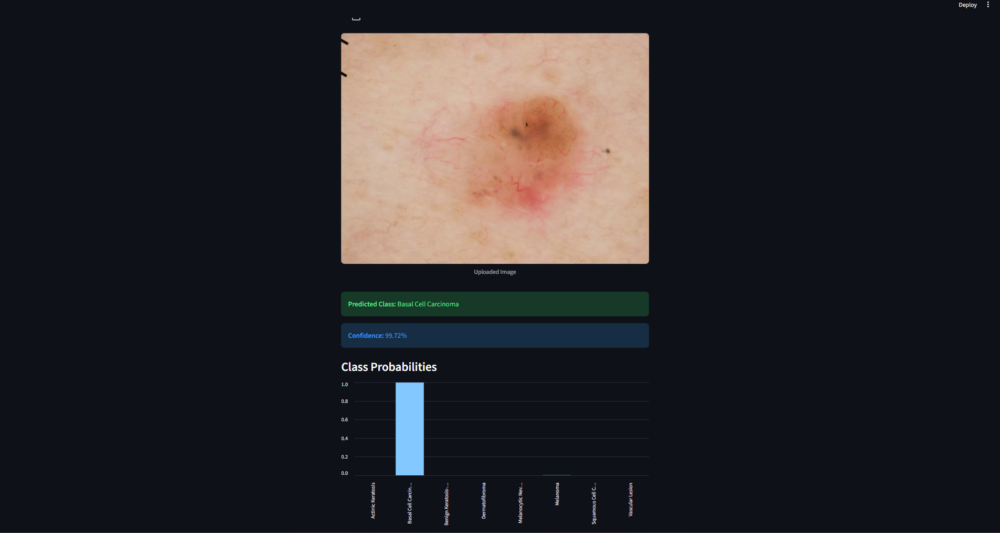 Deploy
Uploaded Image
Predicted Class: Basal Cell Carcinoma
Confidence: 99.72%
Class Probabilities
1.0
0.8
0.6
0.4
0.2
0.0
Actinic Keratosis
Basal Cell Carcin...
Benign Keratosis-...
Dermatofibroma
Melanocytic Nev...
Melanoma
Squamous Cell C...
Vascular Lesion